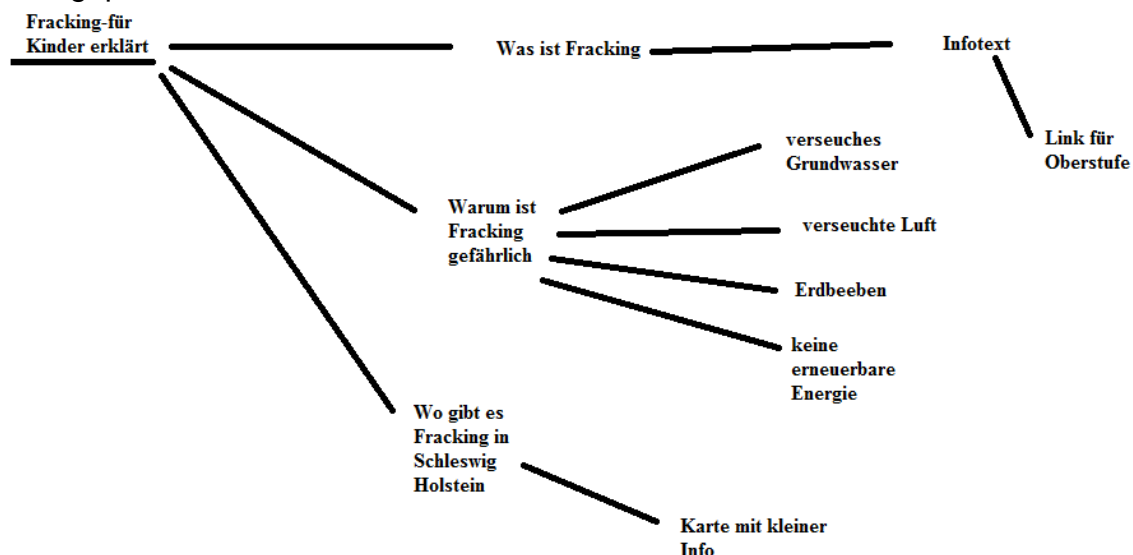 Fracking-für
Kinder erklärt
Was ist Fracking
Infotext
Link für
Oberstufe
Warum ist
Fracking
gefährlich
verseuches
Grundwasser
verseuchte Luft
Erdbeeben
keine
erneuerbare
Energie
Wo gibt es
Fracking in
Schleswig
Holstein
Karte mit kleiner
Info